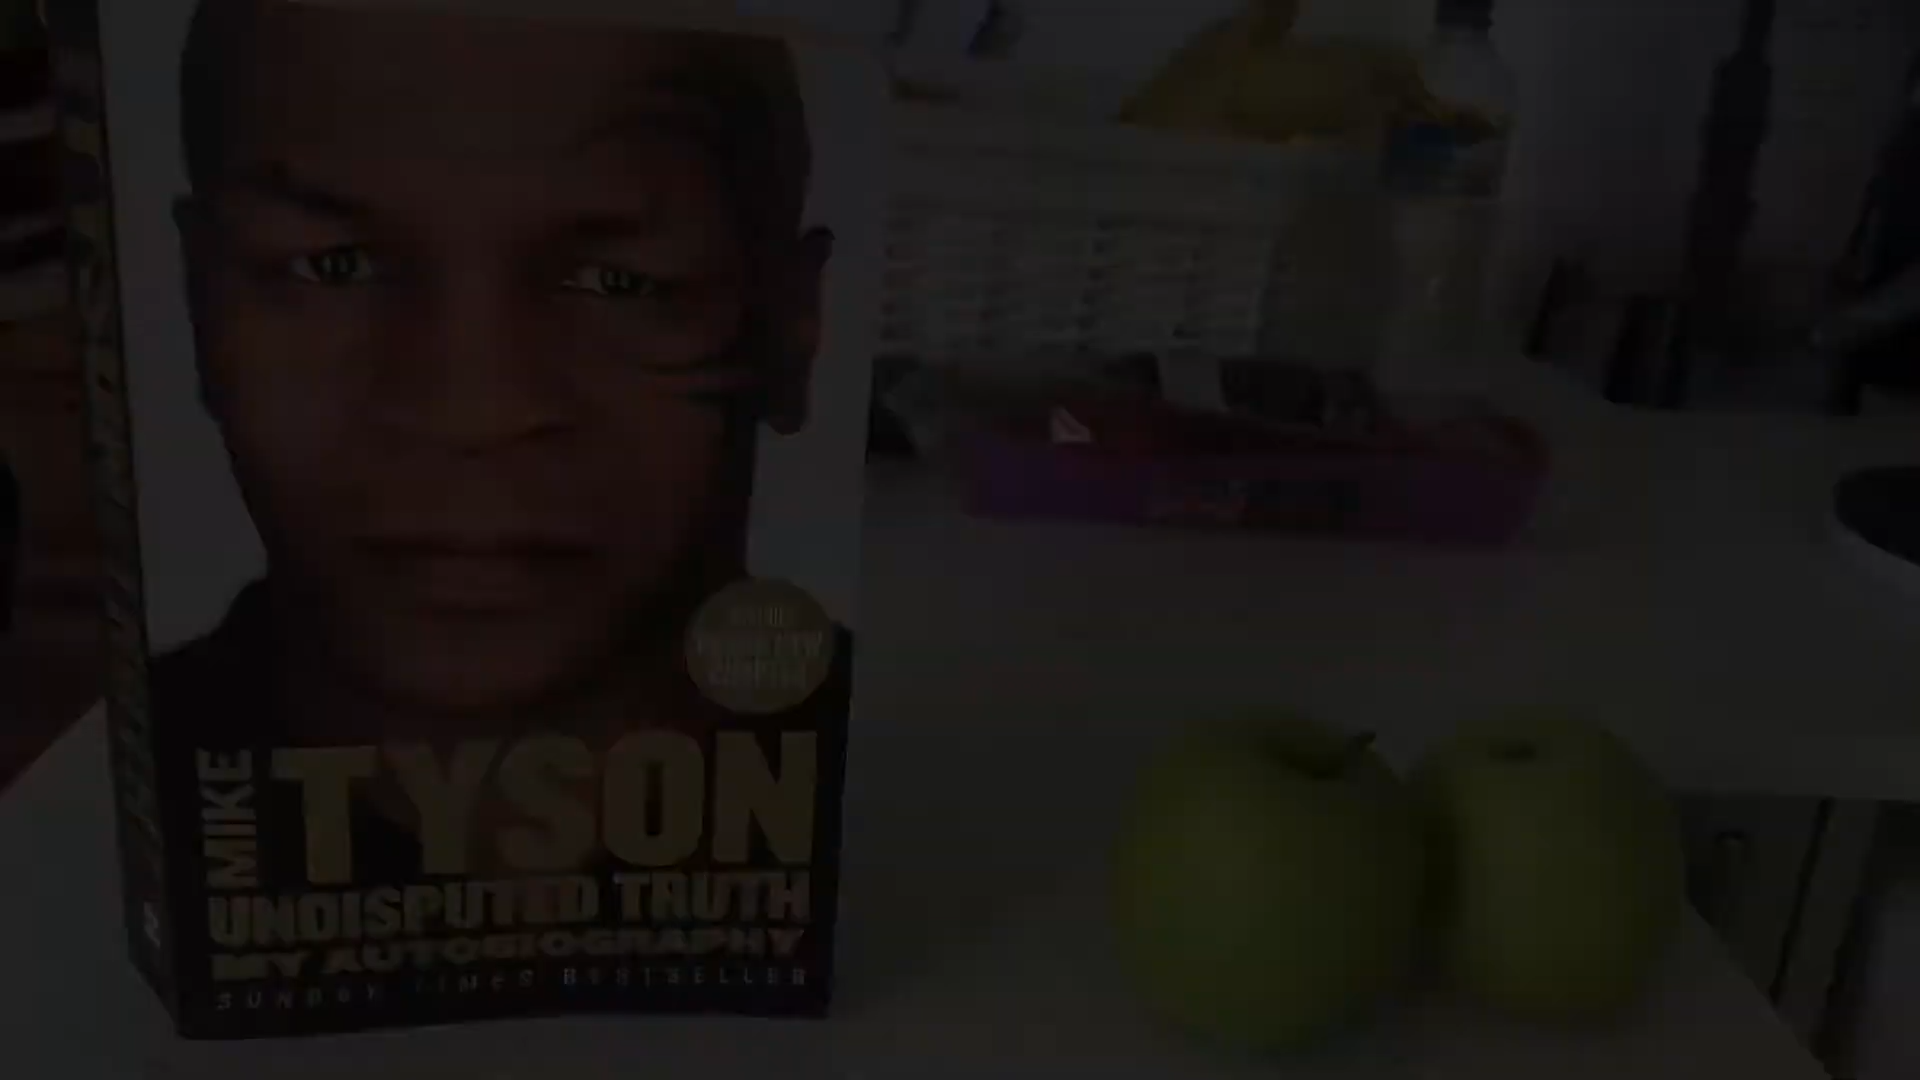 MIKE
TYSON
UNDISPUTED TRUTH
MY AUTOBIOGRAPHY
SUNDAY TIMES BESTSELLER